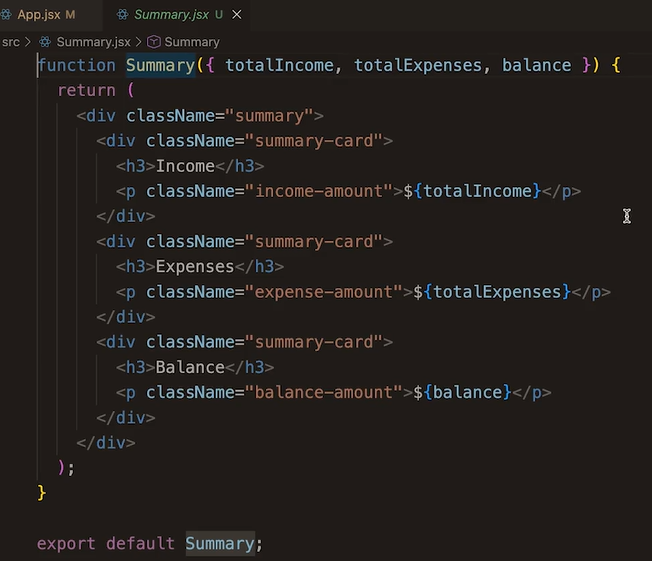 App.jsx M Summary.jsx U
src > Summary.jsx > Summary
function Summary({ totalIncome, totalExpenses, balance }) {
  return (
    <div className="summary">
      <div className="summary-card">
        <h3>Income</h3>
        <p className="income-amount">${totalIncome}</p>
      </div>
      <div className="summary-card">
        <h3>Expenses</h3>
        <p className="expense-amount">${totalExpenses}</p>
      </div>
      <div className="summary-card">
        <h3>Balance</h3>
        <p className="balance-amount">${balance}</p>
      </div>
    </div>
  );
}
export default Summary;